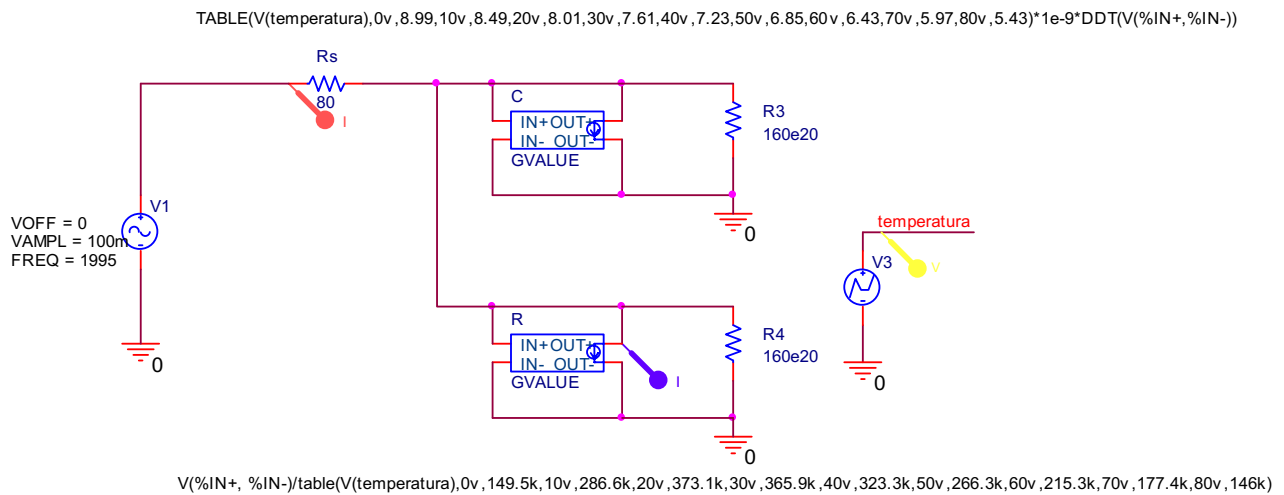 TABLE(V(temperatura),0v,8.99,10v,8.49,20v,8.01,30v,7.61,40v,7.23,50v,6.85,60v,6.43,70v,5.97,80v,5.43)*1e-9*DDT(V(%IN+,%IN-))
Rs
80
I
C
IN+OUT+
IN- OUT-
GVALUE
R3
160e20
0
V1
VOFF = 0
VAMPL = 100m
FREQ = 1995
0
temperatura
V3
V
0
R
IN+OUT+
IN- OUT-
GVALUE
I
R4
160e20
0
V(%IN+, %IN-)/table(V(temperatura),0v,149.5k,10v,286.6k,20v,373.1k,30v,365.9k,40v,323.3k,50v,266.3k,60v,215.3k,70v,177.4k,80v,146k)